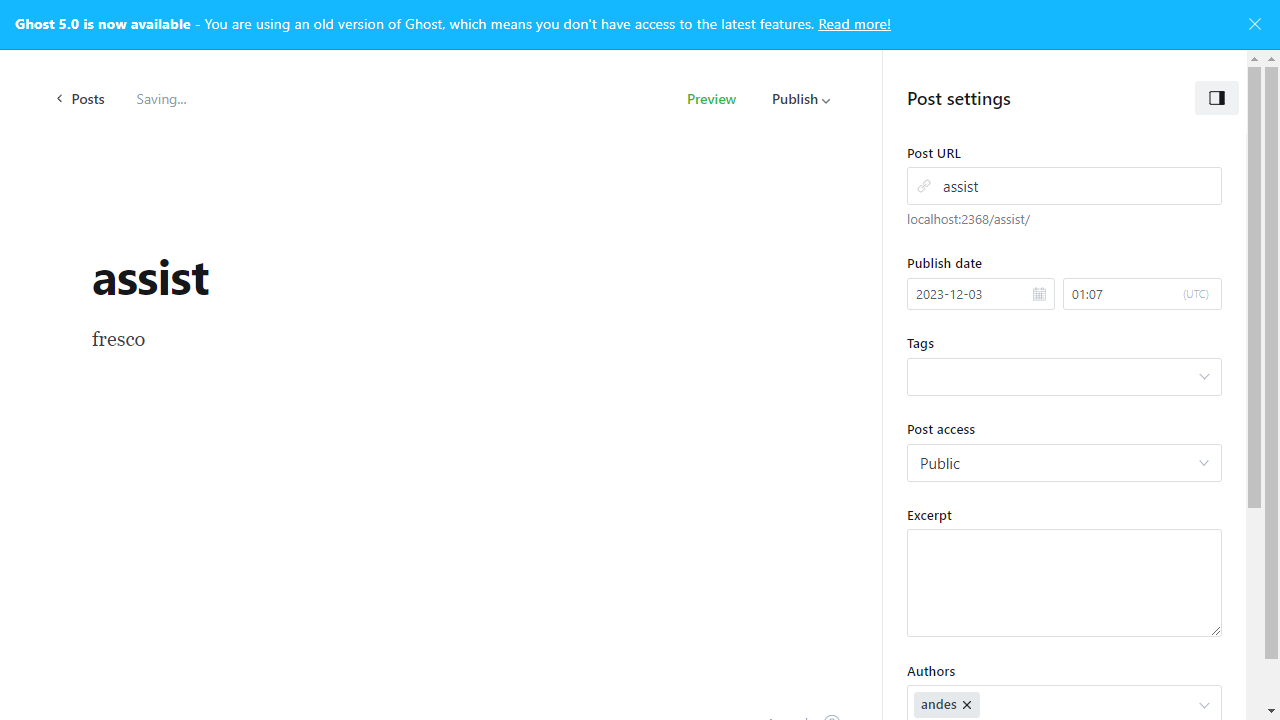 Ghost 5.0 is now available - You are using an old version of Ghost, which means you don't have access to the latest features. Read more!
Posts
Saving...
Preview
Publish
assist
fresco
Post settings
Post URL
assist
localhost:2368/assist/
Publish date
2023-12-03
01:07
(UTC)
Tags
Post access
Public
Excerpt
Authors
andes